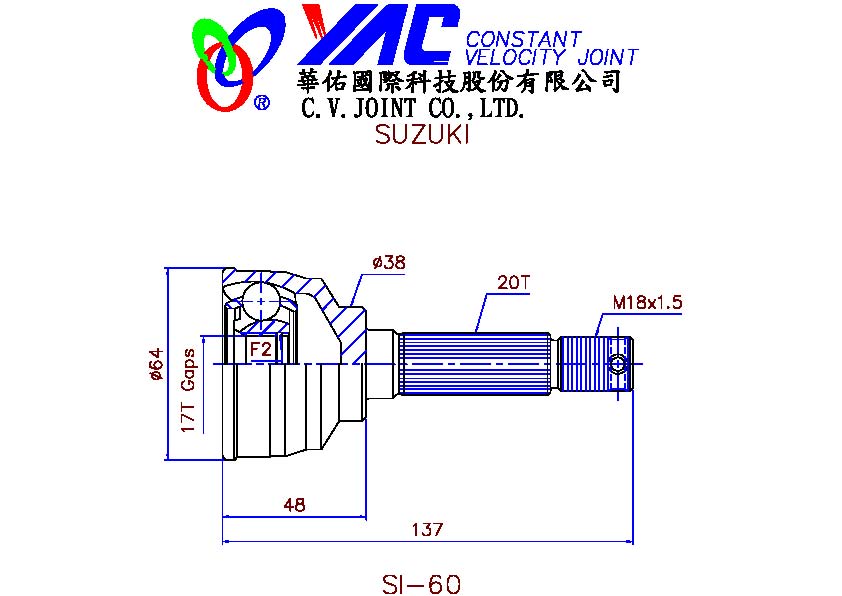 YAC CONSTANT
VELOCITY JOINT
®
華佑國際科技股份有限公司
C.V.JOINT CO.,LTD.
SUZUKI
ø38
20T
M18x1.5
F2
ø64
17T Gaps
48
137
SI-60